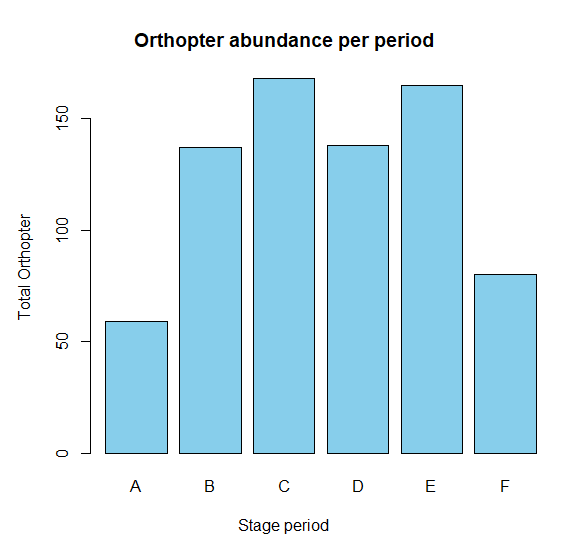 Orthopter abundance per period
Total Orthopter
150
100
50
0
A B C D E F
Stage period